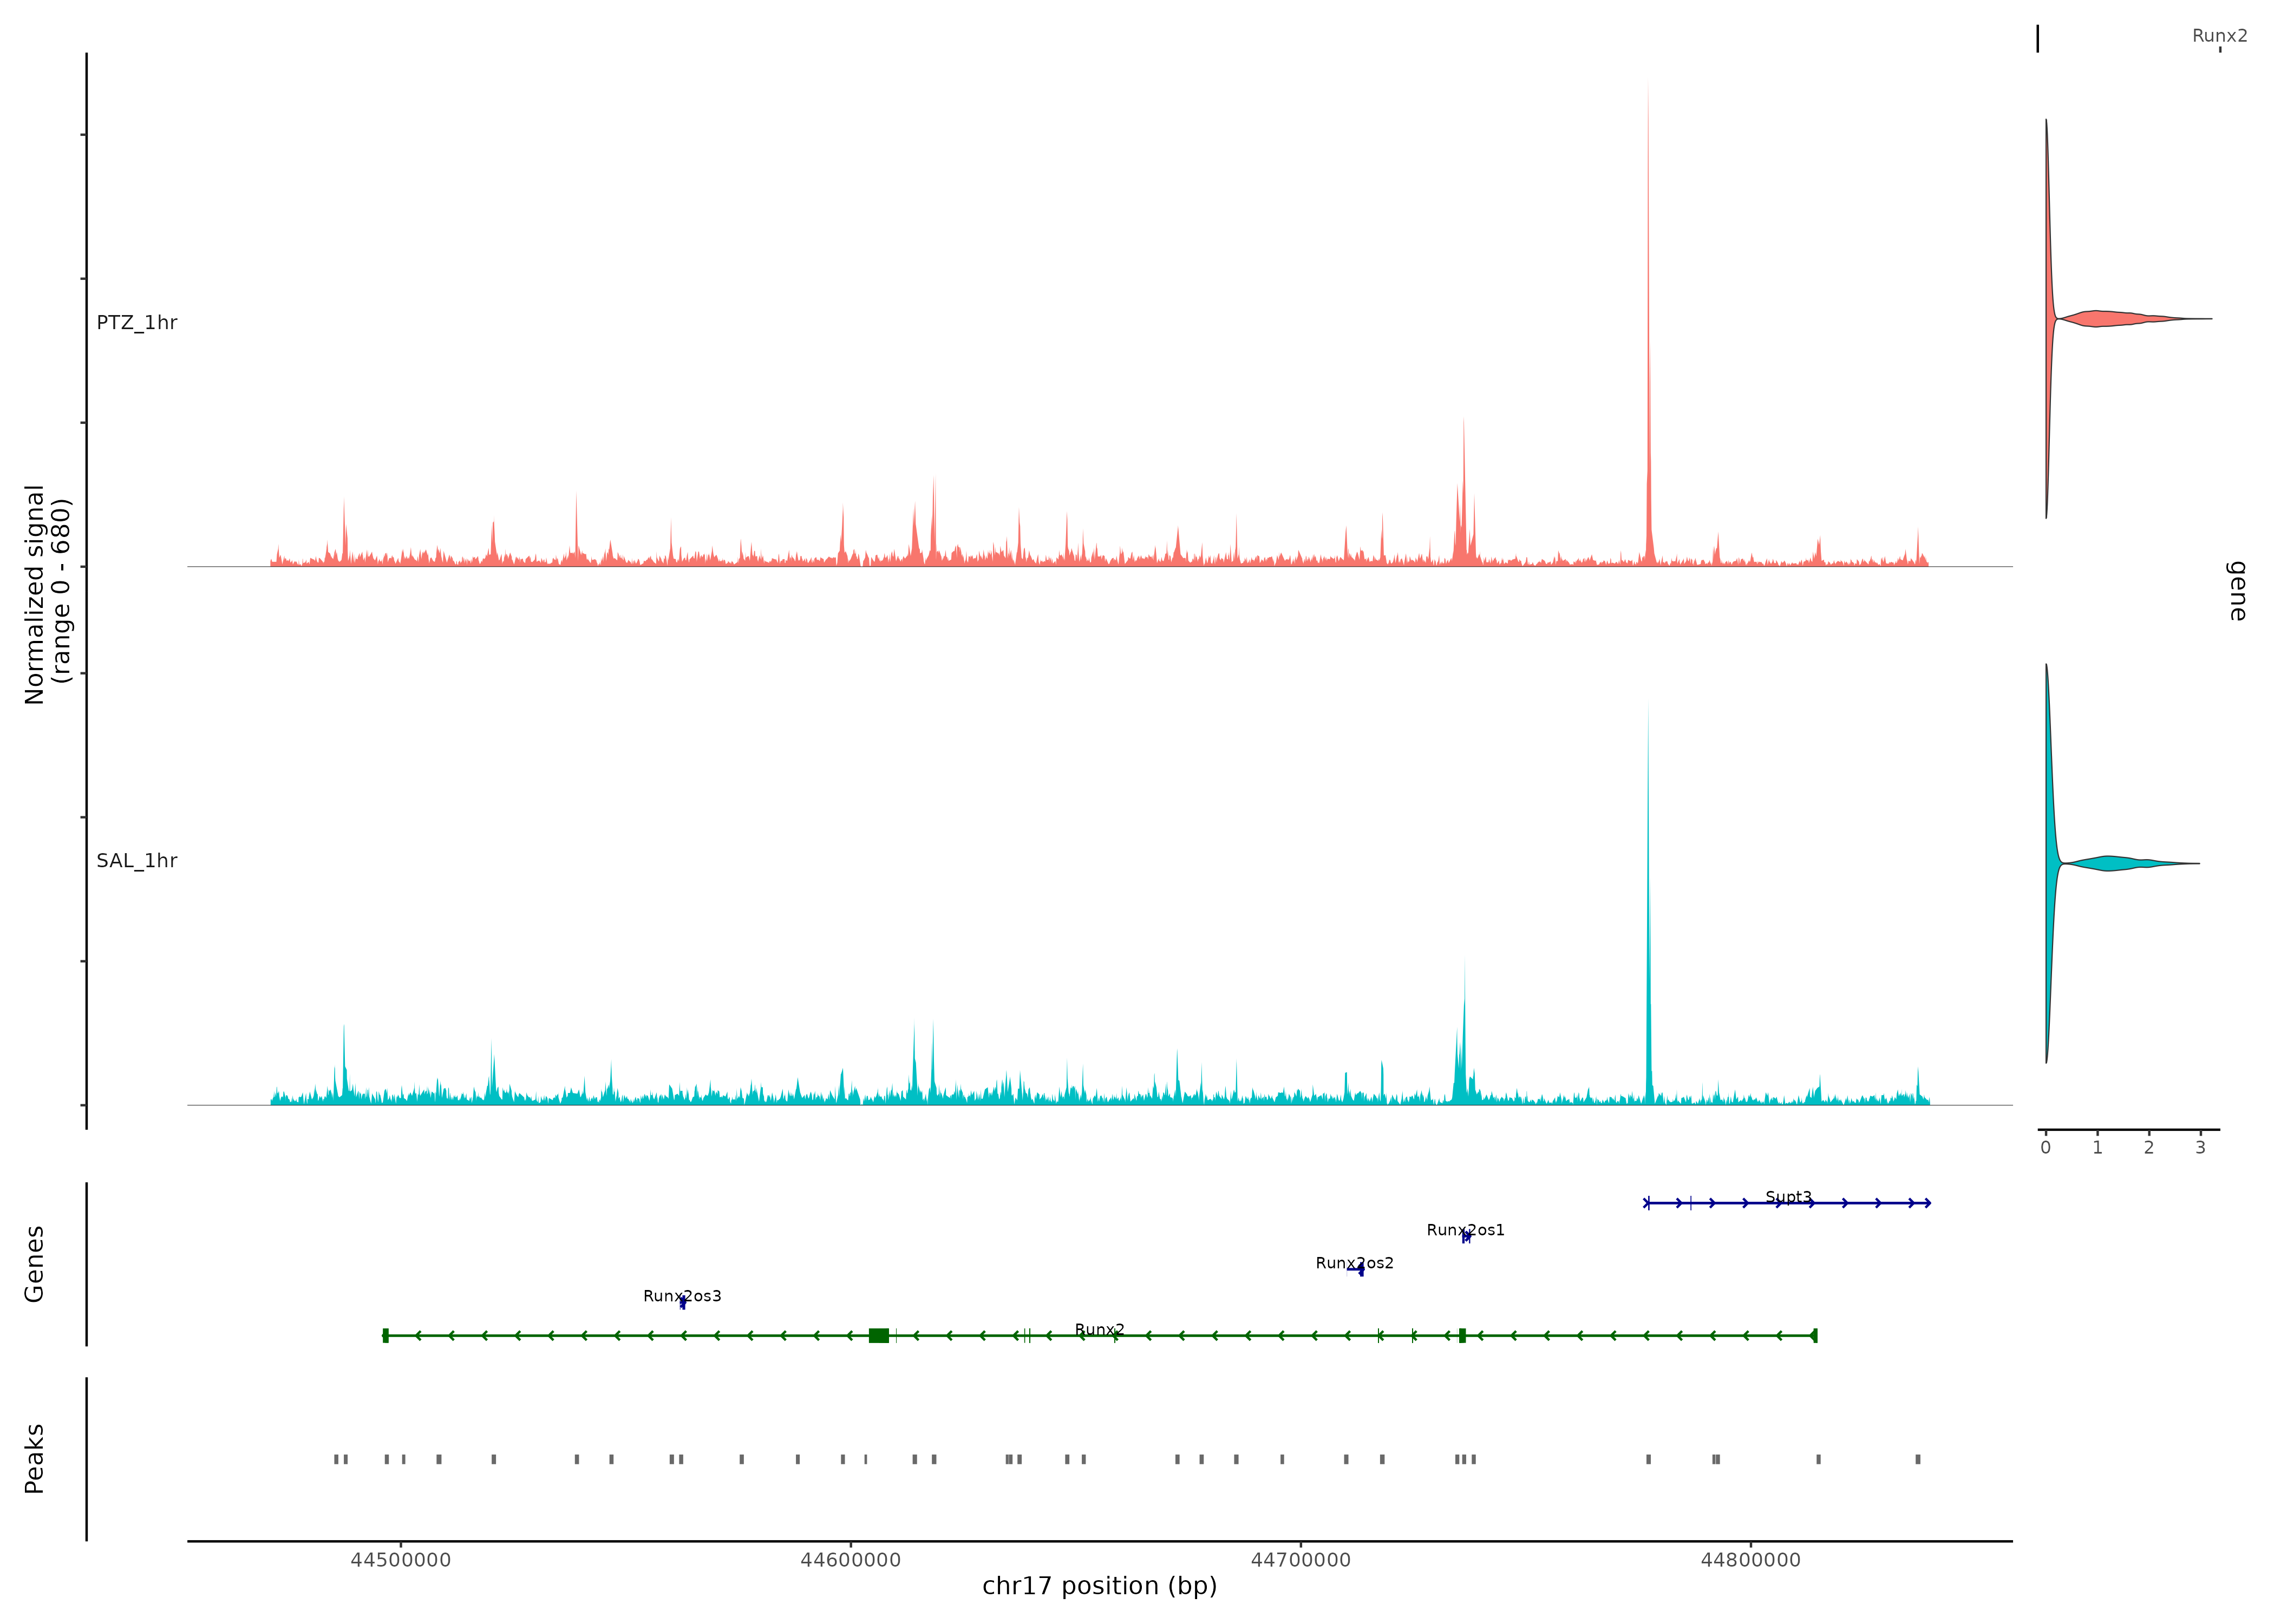 Runx2
PTZ_1hr
Normalized signal
(range 0 - 680)
gene
SAL_1hr
0 1 2 3
Genes
Supt3
Runx2os1
Runx2os2
Runx2os3
Runx2
Peaks
44500000 44600000 44700000 44800000
chr17 position (bp)